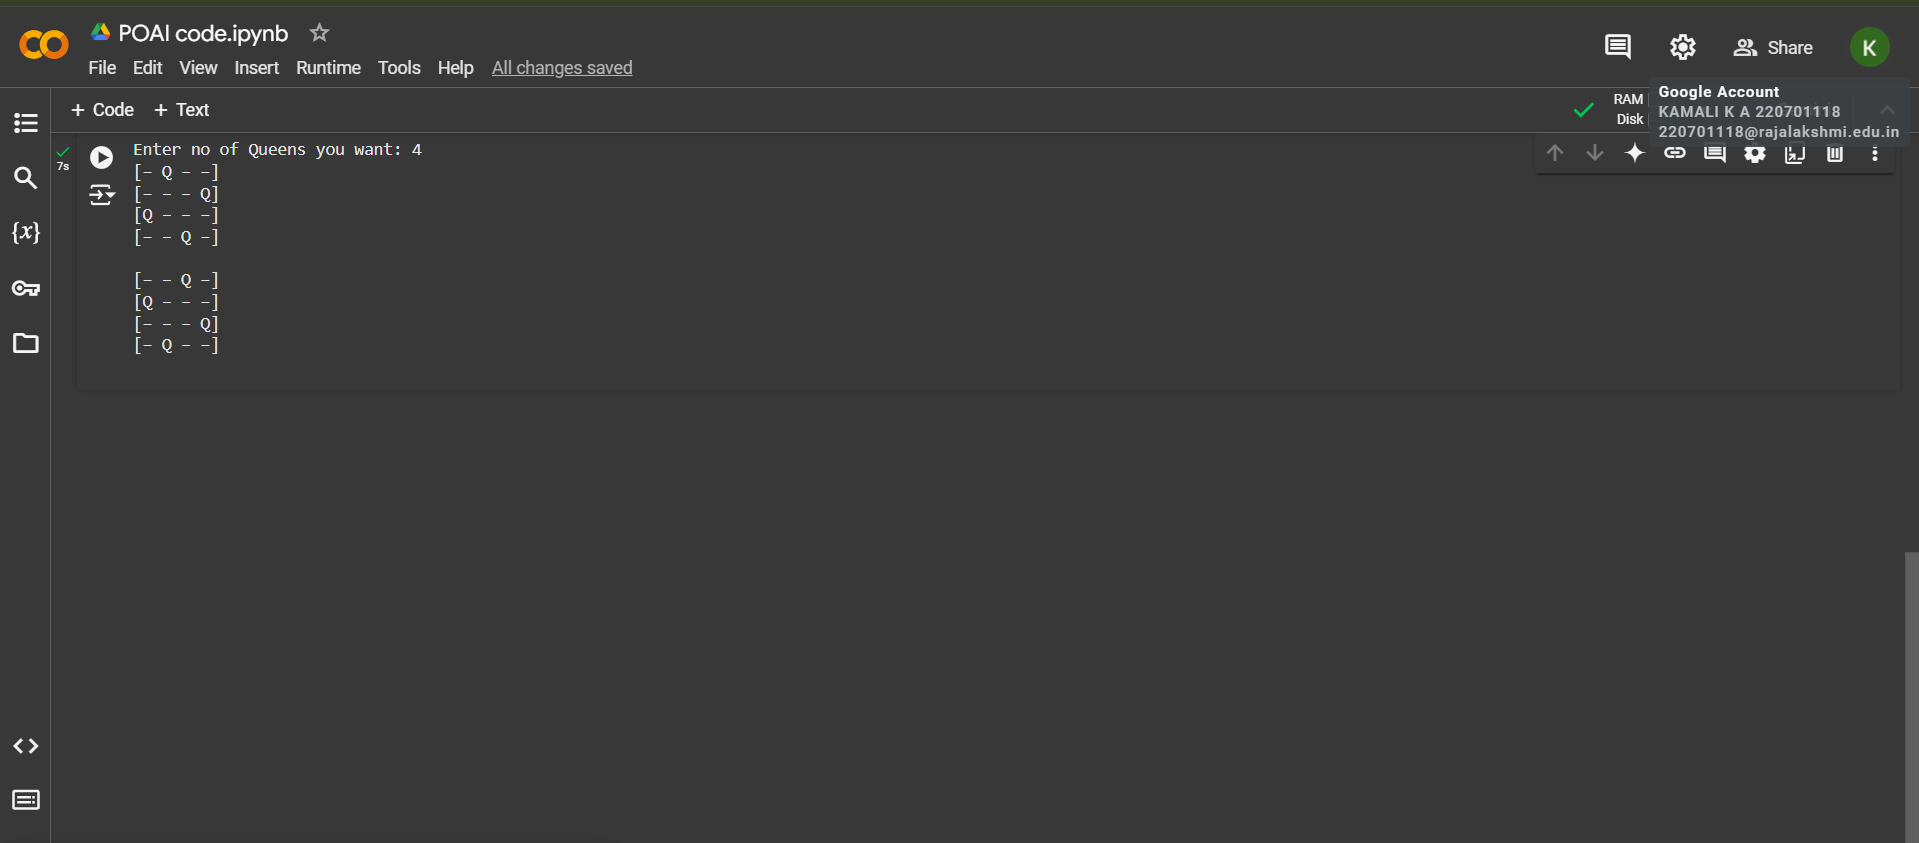 POAI code.ipynb
File Edit View Insert Runtime Tools Help All changes saved
Share
K
+ Code + Text
RAM
Disk
Google Account
KAMALI K A 220701118
220701118@rajalakshmi.edu.in
{x}
7s
Enter no of Queens you want: 4
[- Q - -]
[- - - Q]
[Q - - -]
[- - Q -]
[- - Q -]
[Q - - -]
[- - - Q]
[- Q - -]